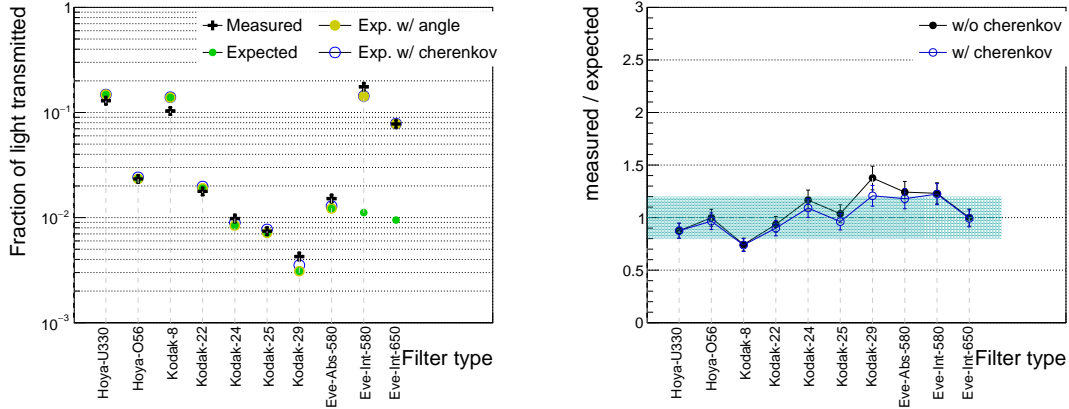 Fraction of light transmitted
1
10⁻¹
10⁻²
10⁻³
Measured
Exp. w/ angle
Expected
Exp. w/ cherenkov
Hoya-U330
Hoya-O56
Kodak-8
Kodak-22
Kodak-24
Kodak-25
Kodak-29
Eve-Abs-580
Eve-Int-580
Eve-Int-650
Filter type
measured / expected
3
2.5
2
1.5
1
0.5
0
w/o cherenkov
w/ cherenkov
Hoya-U330
Hoya-O56
Kodak-8
Kodak-22
Kodak-24
Kodak-25
Kodak-29
Eve-Abs-580
Eve-Int-580
Eve-Int-650
Filter type